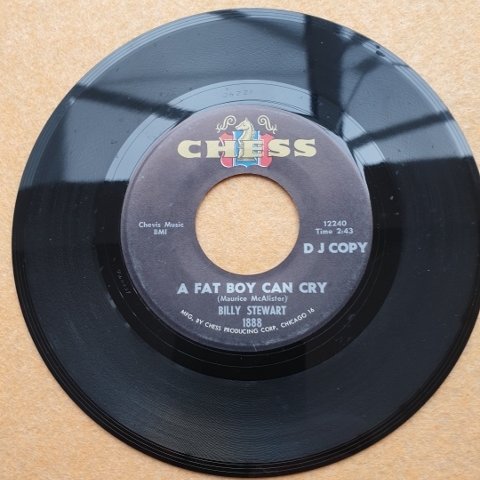 CHESS
Chevis Music
BMI
12240
Time 2:43
D J COPY
A FAT BOY CAN CRY
(Maurice McAlister)
BILLY STEWART
1888
MFG. BY CHESS PRODUCING CORP., CHICAGO 16